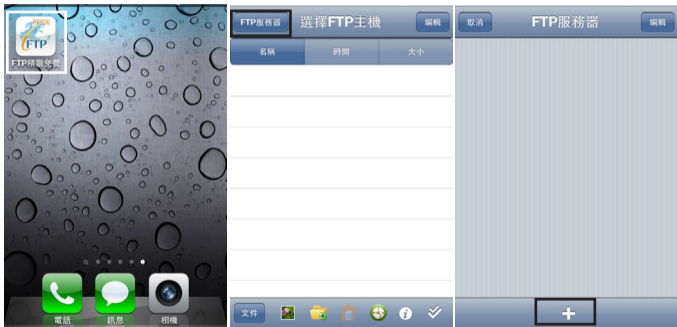 FREE
FTP
FTP精靈免費
電話
訊息
相機
FTP服務器
選擇FTP主機
編輯
名稱
時間
大小
文件
取消
FTP服務器
編輯
+